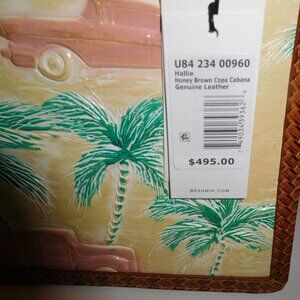 U84 234 00960
Hallie
Honey Brown Copa Cabana
Genuine Leather
$495.00
BRAHMIN.COM